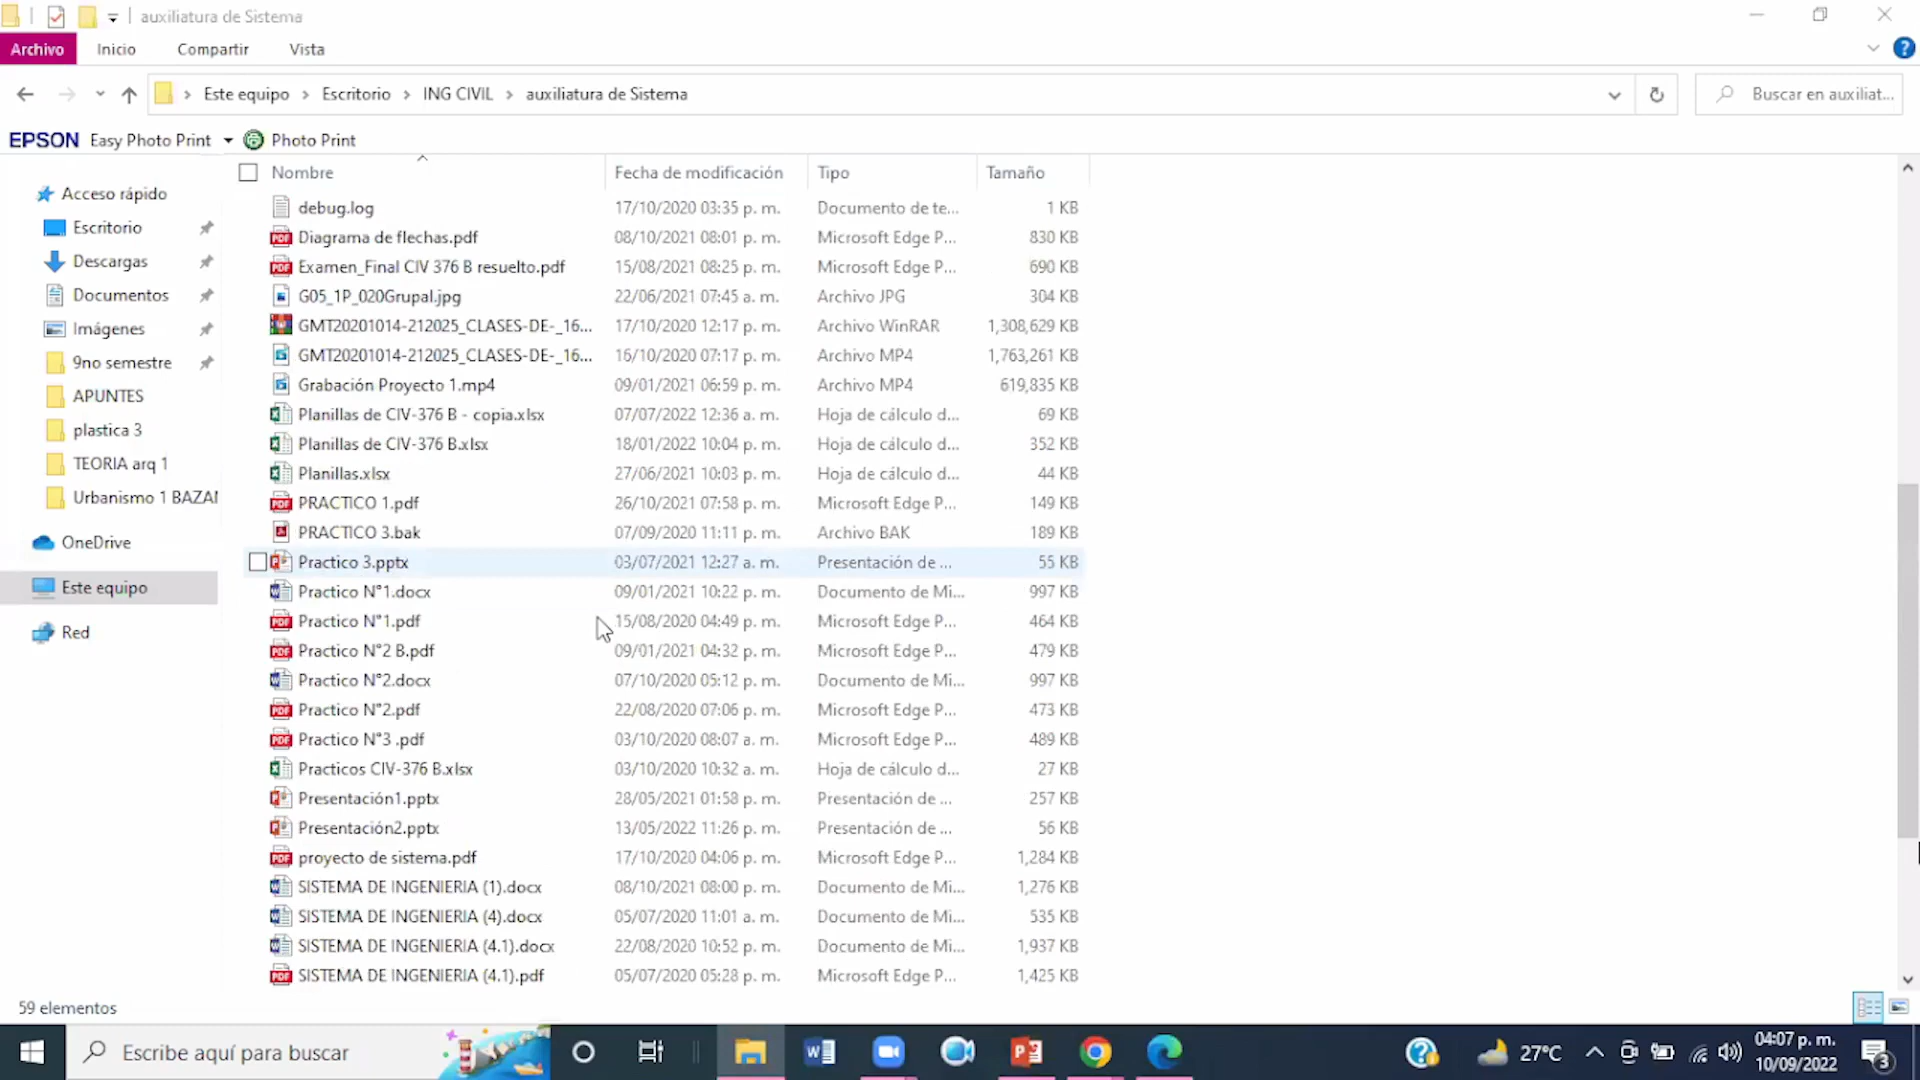 auxiliatura de Sistema
Archivo Inicio Compartir Vista
Este equipo Escritorio ING CIVIL auxiliatura de Sistema Buscar en auxiliat...
EPSON Easy Photo Print Photo Print
Nombre Fecha de modificación Tipo Tamaño
Acceso rápido
Escritorio
Descargas
Documentos
Imágenes
9no semestre
APUNTES
plastica 3
TEORIA arq 1
Urbanismo 1 BAZAN
OneDrive
Este equipo
Red
debug.log 17/10/2020 03:35 p. m. Documento de te... 1 KB
Diagrama de flechas.pdf 08/10/2021 08:01 p. m. Microsoft Edge P... 830 KB
Examen_Final CIV 376 B resuelto.pdf 15/08/2021 08:25 p. m. Microsoft Edge P... 690 KB
G05_1P_020Grupal.jpg 22/06/2021 07:45 a. m. Archivo JPG 304 KB
GMT20201014-212025_CLASES-DE-_16... 17/10/2020 12:17 p. m. Archivo WinRAR 1,308,629 KB
GMT20201014-212025_CLASES-DE-_16... 16/10/2020 07:17 p. m. Archivo MP4 1,763,261 KB
Grabación Proyecto 1.mp4 09/01/2021 06:59 p. m. Archivo MP4 619,835 KB
Planillas de CIV-376 B - copia.xlsx 07/07/2022 12:36 a. m. Hoja de cálculo d... 69 KB
Planillas de CIV-376 B.xlsx 18/01/2022 10:04 p. m. Hoja de cálculo d... 352 KB
Planillas.xlsx 27/06/2021 10:03 p. m. Hoja de cálculo d... 44 KB
PRACTICO 1.pdf 26/10/2021 07:58 p. m. Microsoft Edge P... 149 KB
PRACTICO 3.bak 07/09/2020 11:11 p. m. Archivo BAK 189 KB
Practico 3.pptx 03/07/2021 12:27 a. m. Presentación de ... 55 KB
Practico N°1.docx 09/01/2021 10:22 p. m. Documento de Mi... 997 KB
Practico N°1.pdf 15/08/2020 04:49 p. m. Microsoft Edge P... 464 KB
Practico N°2 B.pdf 09/01/2021 04:32 p. m. Microsoft Edge P... 479 KB
Practico N°2.docx 07/10/2020 05:12 p. m. Documento de Mi... 997 KB
Practico N°2.pdf 22/08/2020 07:06 p. m. Microsoft Edge P... 473 KB
Practico N°3 .pdf 03/10/2020 08:07 a. m. Microsoft Edge P... 489 KB
Practicos CIV-376 B.xlsx 03/10/2020 10:32 a. m. Hoja de cálculo d... 27 KB
Presentación1.pptx 28/05/2021 01:58 p. m. Presentación de ... 257 KB
Presentación2.pptx 13/05/2022 11:26 p. m. Presentación de ... 56 KB
proyecto de sistema.pdf 17/10/2020 04:06 p. m. Microsoft Edge P... 1,284 KB
SISTEMA DE INGENIERIA (1).docx 08/10/2021 08:00 p. m. Documento de Mi... 1,276 KB
SISTEMA DE INGENIERIA (4).docx 05/07/2020 11:01 a. m. Documento de Mi... 535 KB
SISTEMA DE INGENIERIA (4.1).docx 22/08/2020 10:52 p. m. Documento de Mi... 1,937 KB
SISTEMA DE INGENIERIA (4.1).pdf 05/07/2020 05:28 p. m. Microsoft Edge P... 1,425 KB
59 elementos
Escribe aquí para buscar 27°C 04:07 p. m.
10/09/2022 3